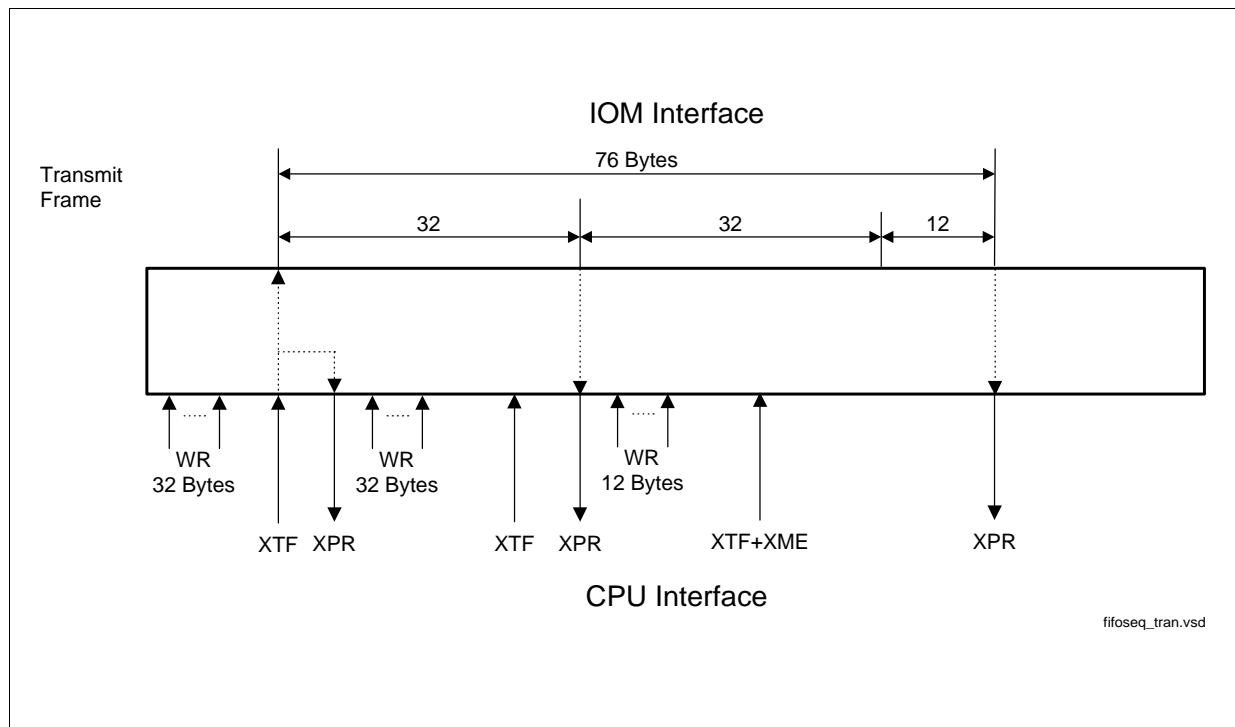 IOM Interface
76 Bytes
Transmit
Frame
32
32
12
.....
.....
.....
WR
32 Bytes
WR
32 Bytes
WR
12 Bytes
XTF
XPR
XTF
XPR
XTF+XME
XPR
CPU Interface
fifoseq_tran.vsd